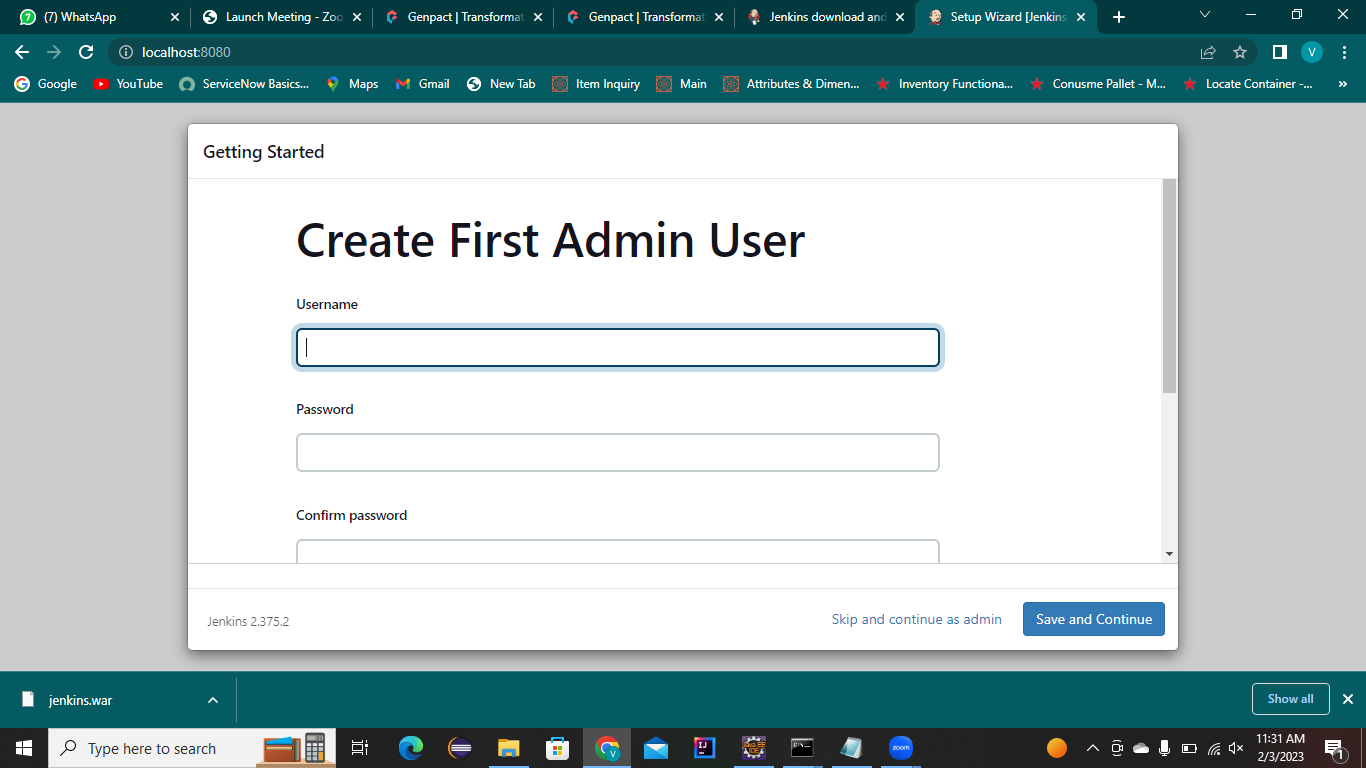 (7) WhatsApp
Launch Meeting - Zoo
Genpact | Transformat
Genpact | Transformat
Jenkins download and
Setup Wizard [Jenkins
localhost:8080
V
Google
YouTube
ServiceNow Basics...
Maps
Gmail
New Tab
Item Inquiry
Main
Attributes & Dimen...
Inventory Functiona...
Conusme Pallet - M...
Locate Container -...
»
Getting Started
Create First Admin User
Username
Password
Confirm password
Jenkins 2.375.2
Skip and continue as admin
Save and Continue
jenkins.war
Show all
Type here to search
zoom
11:31 AM
2/3/2023
1